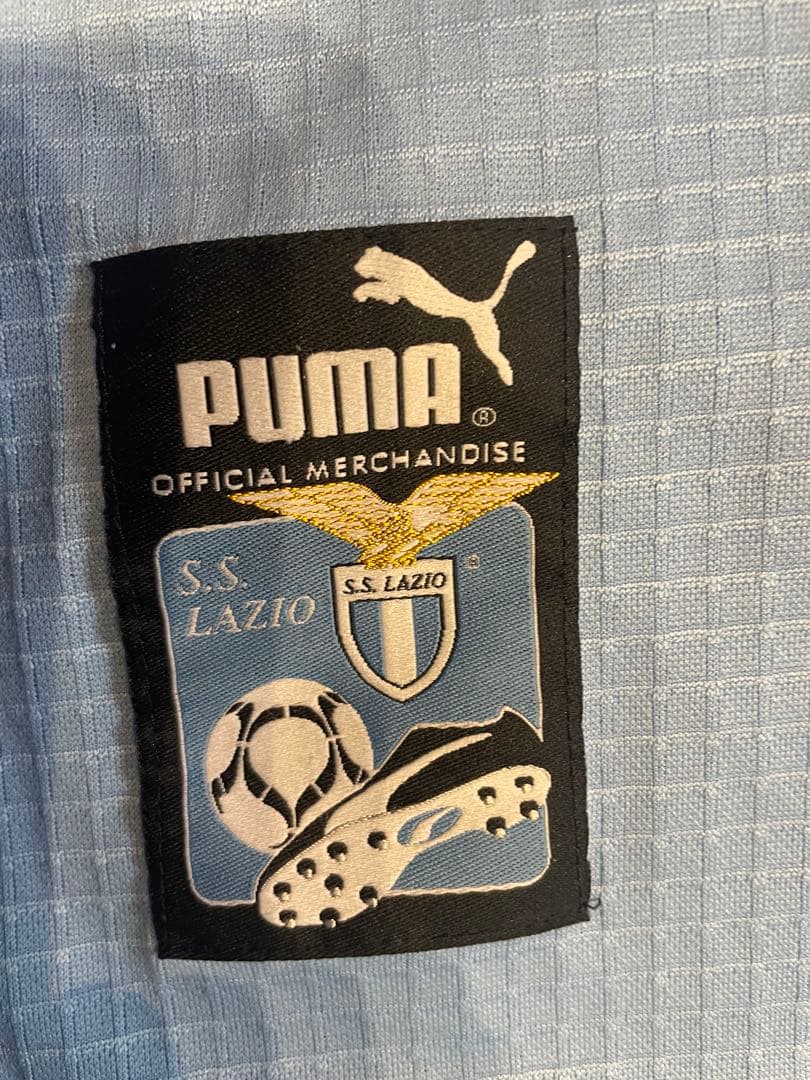 PUMA®
OFFICIAL MERCHANDISE
S.S.
LAZIO
S.S. LAZIO
®